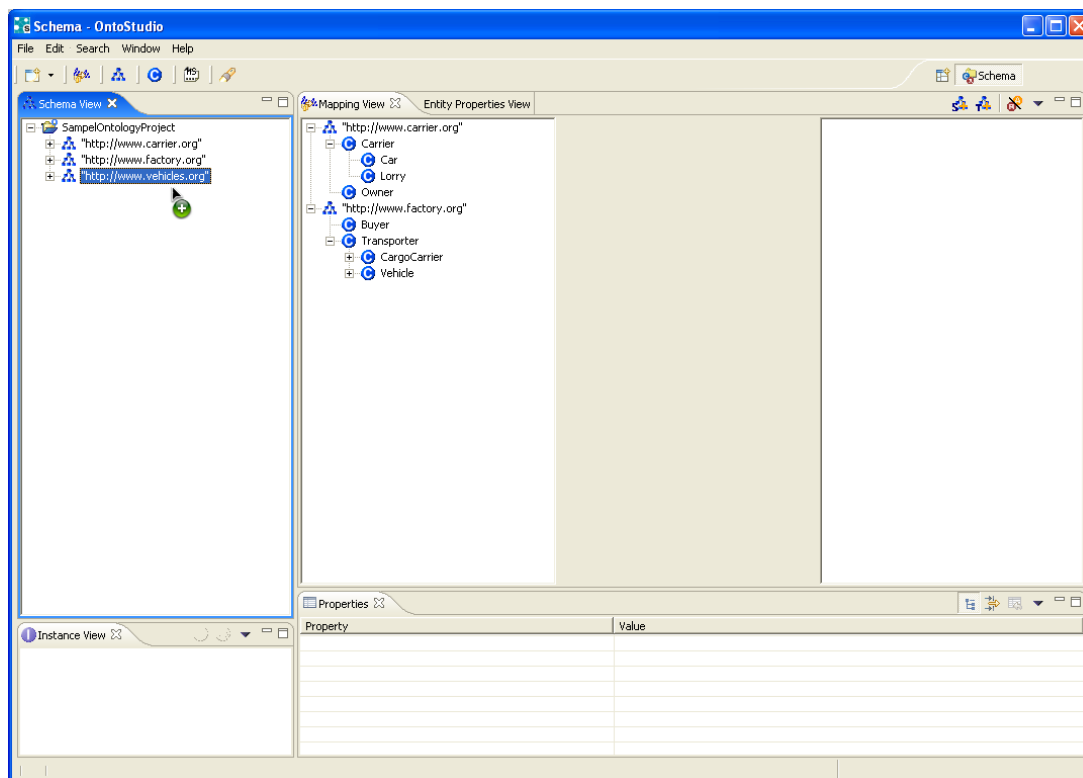 Schema - OntoStudio
File Edit Search Window Help
Schema
Schema View
SampelOntologyProject
"http://www.carrier.org"
"http://www.factory.org"
"http://www.vehicles.org"
Mapping View Entity Properties View
"http://www.carrier.org"
Carrier
Car
Lorry
Owner
"http://www.factory.org"
Buyer
Transporter
CargoCarrier
Vehicle
Properties
Property Value
Instance View